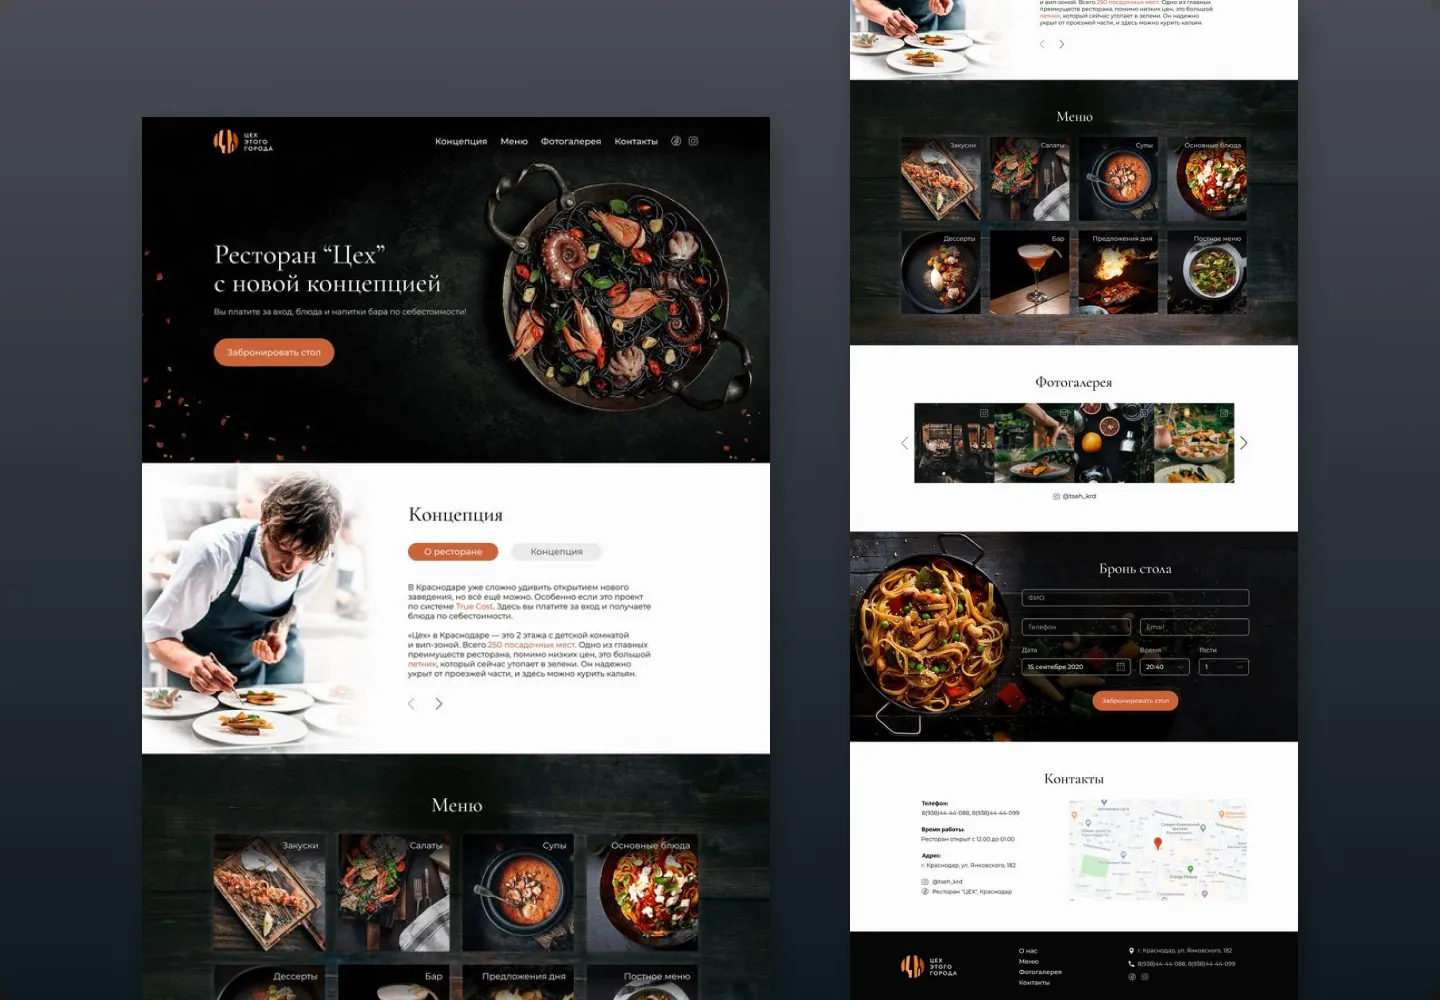 ЦЕХ
ЭТОГО
ГОРОДА
Концепция
Меню
Фотогалерея
Контакты
Ресторан “Цех”
с новой концепцией
Вы платите за вход, блюда и напитки бара по себестоимости!
Забронировать стол
Концепция
О ресторане
Концепция
В Краснодаре уже сложно удивить открытием нового
заведения, но всё ещё можно. Особенно если это проект
по системе True Cost. Здесь вы платите за вход и получаете
блюда по себестоимости.
«Цех» в Краснодаре — это 2 этажа с детской комнатой
и вип-зоной. Всего 250 посадочных мест. Одно из главных
преимуществ ресторана, помимо низких цен, это большой
летник, который сейчас утопает в зелени. Он надежно
укрыт от проезжей части, и здесь можно курить кальян.
Меню
Закуски
Салаты
Супы
Основные блюда
Дессерты
Бар
Предложения дня
Постное меню
и вип-зоной. Всего 250 посадочных мест. Одно из главных
преимуществ ресторана, помимо низких цен, это большой
летник, который сейчас утопает в зелени. Он надежно
укрыт от проезжей части, и здесь можно курить кальян.
Меню
Закуски
Салаты
Супы
Основные блюда
Дессерты
Бар
Предложения дня
Постное меню
Фотогалерея
@tseh_krd
Бронь стола
ФИО
Телефон
Email
Дата
Время
Гости
15 сентября 2020
20:40
1
Забронировать стол
Контакты
Телефон:
8(938)44-44-088, 8(938)44-44-099
Время работы:
Ресторан открыт с 12:00 до 01:00
Адрес:
г. Краснодар, ул. Янковского, 182
@tseh_krd
Ресторан "ЦЕХ", Краснодар
ЦЕХ
ЭТОГО
ГОРОДА
О нас
Меню
Фотогалерея
Контакты
г. Краснодар, ул. Янковского, 182
8(938)44-44-088, 8(938)44-44-099